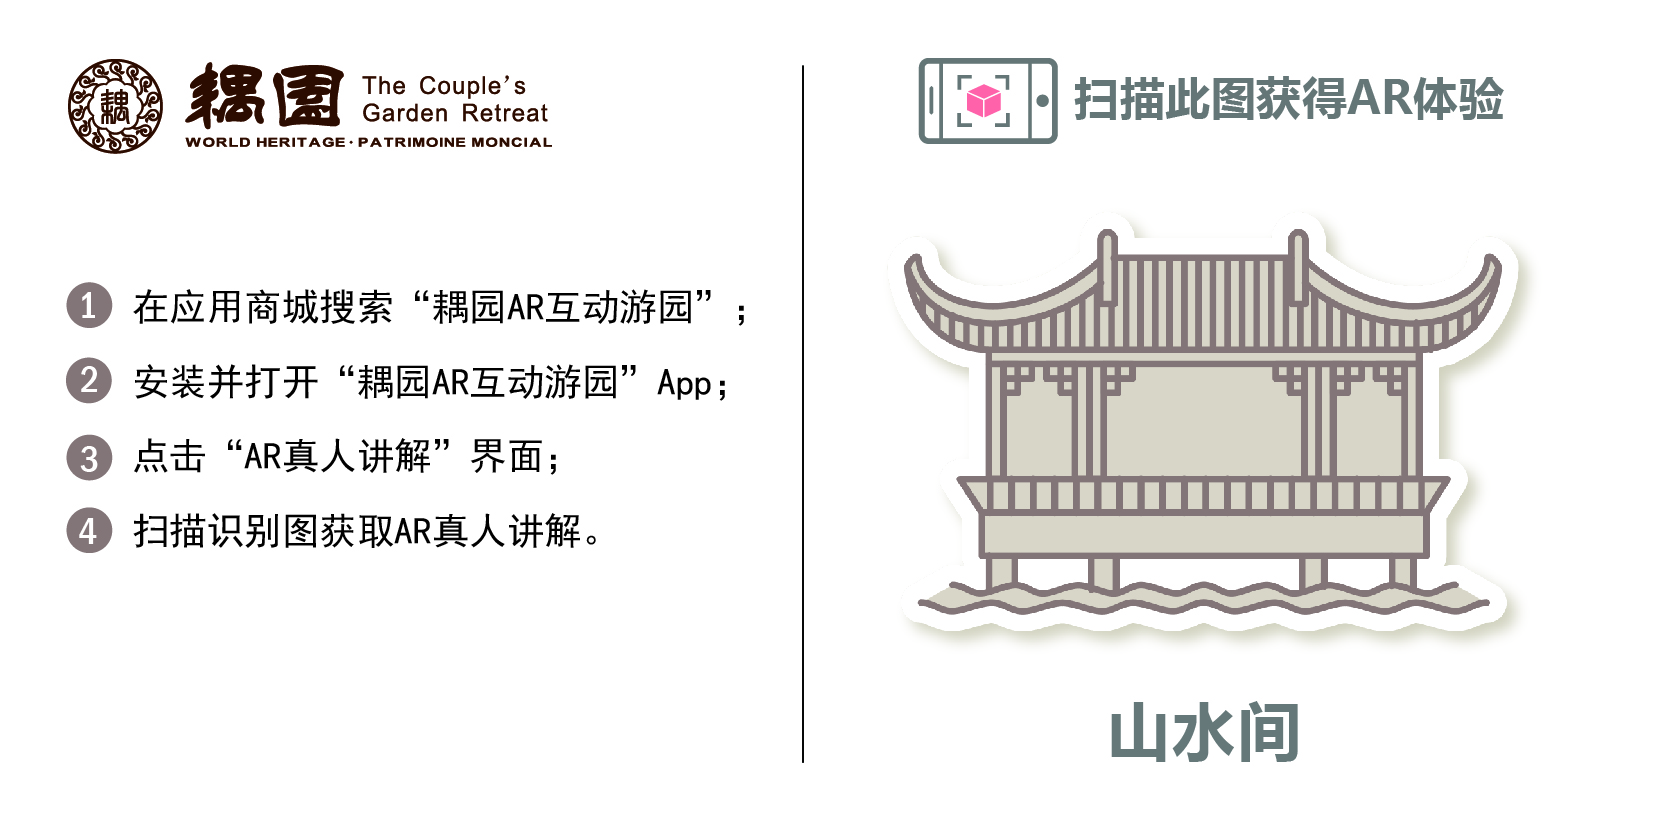 耦
耦園
The Couple's
Garden Retreat
WORLD HERITAGE·PATRIMOINE MONCIAL
1 在应用商城搜索“耦园AR互动游园”；
2 安装并打开“耦园AR互动游园”App；
3 点击“AR真人讲解”界面；
4 扫描识别图获取AR真人讲解。
扫描此图获得AR体验
山水间